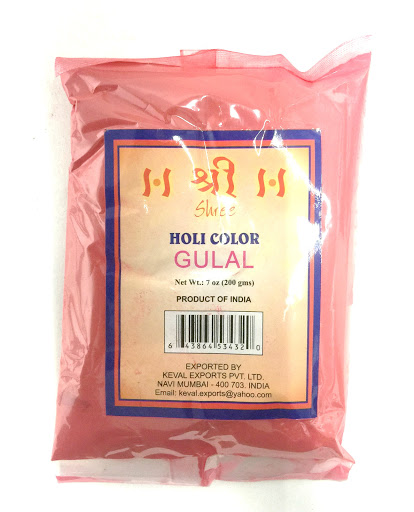 श्री
Shree
HOLI COLOR
GULAL
Net Wt.: 7 oz (200 gms)
PRODUCT OF INDIA
6 43864 53432 0
EXPORTED BY
KEVAL EXPORTS PVT. LTD.
NAVI MUMBAI - 400 703. INDIA
Email: keval.exports@yahoo.com